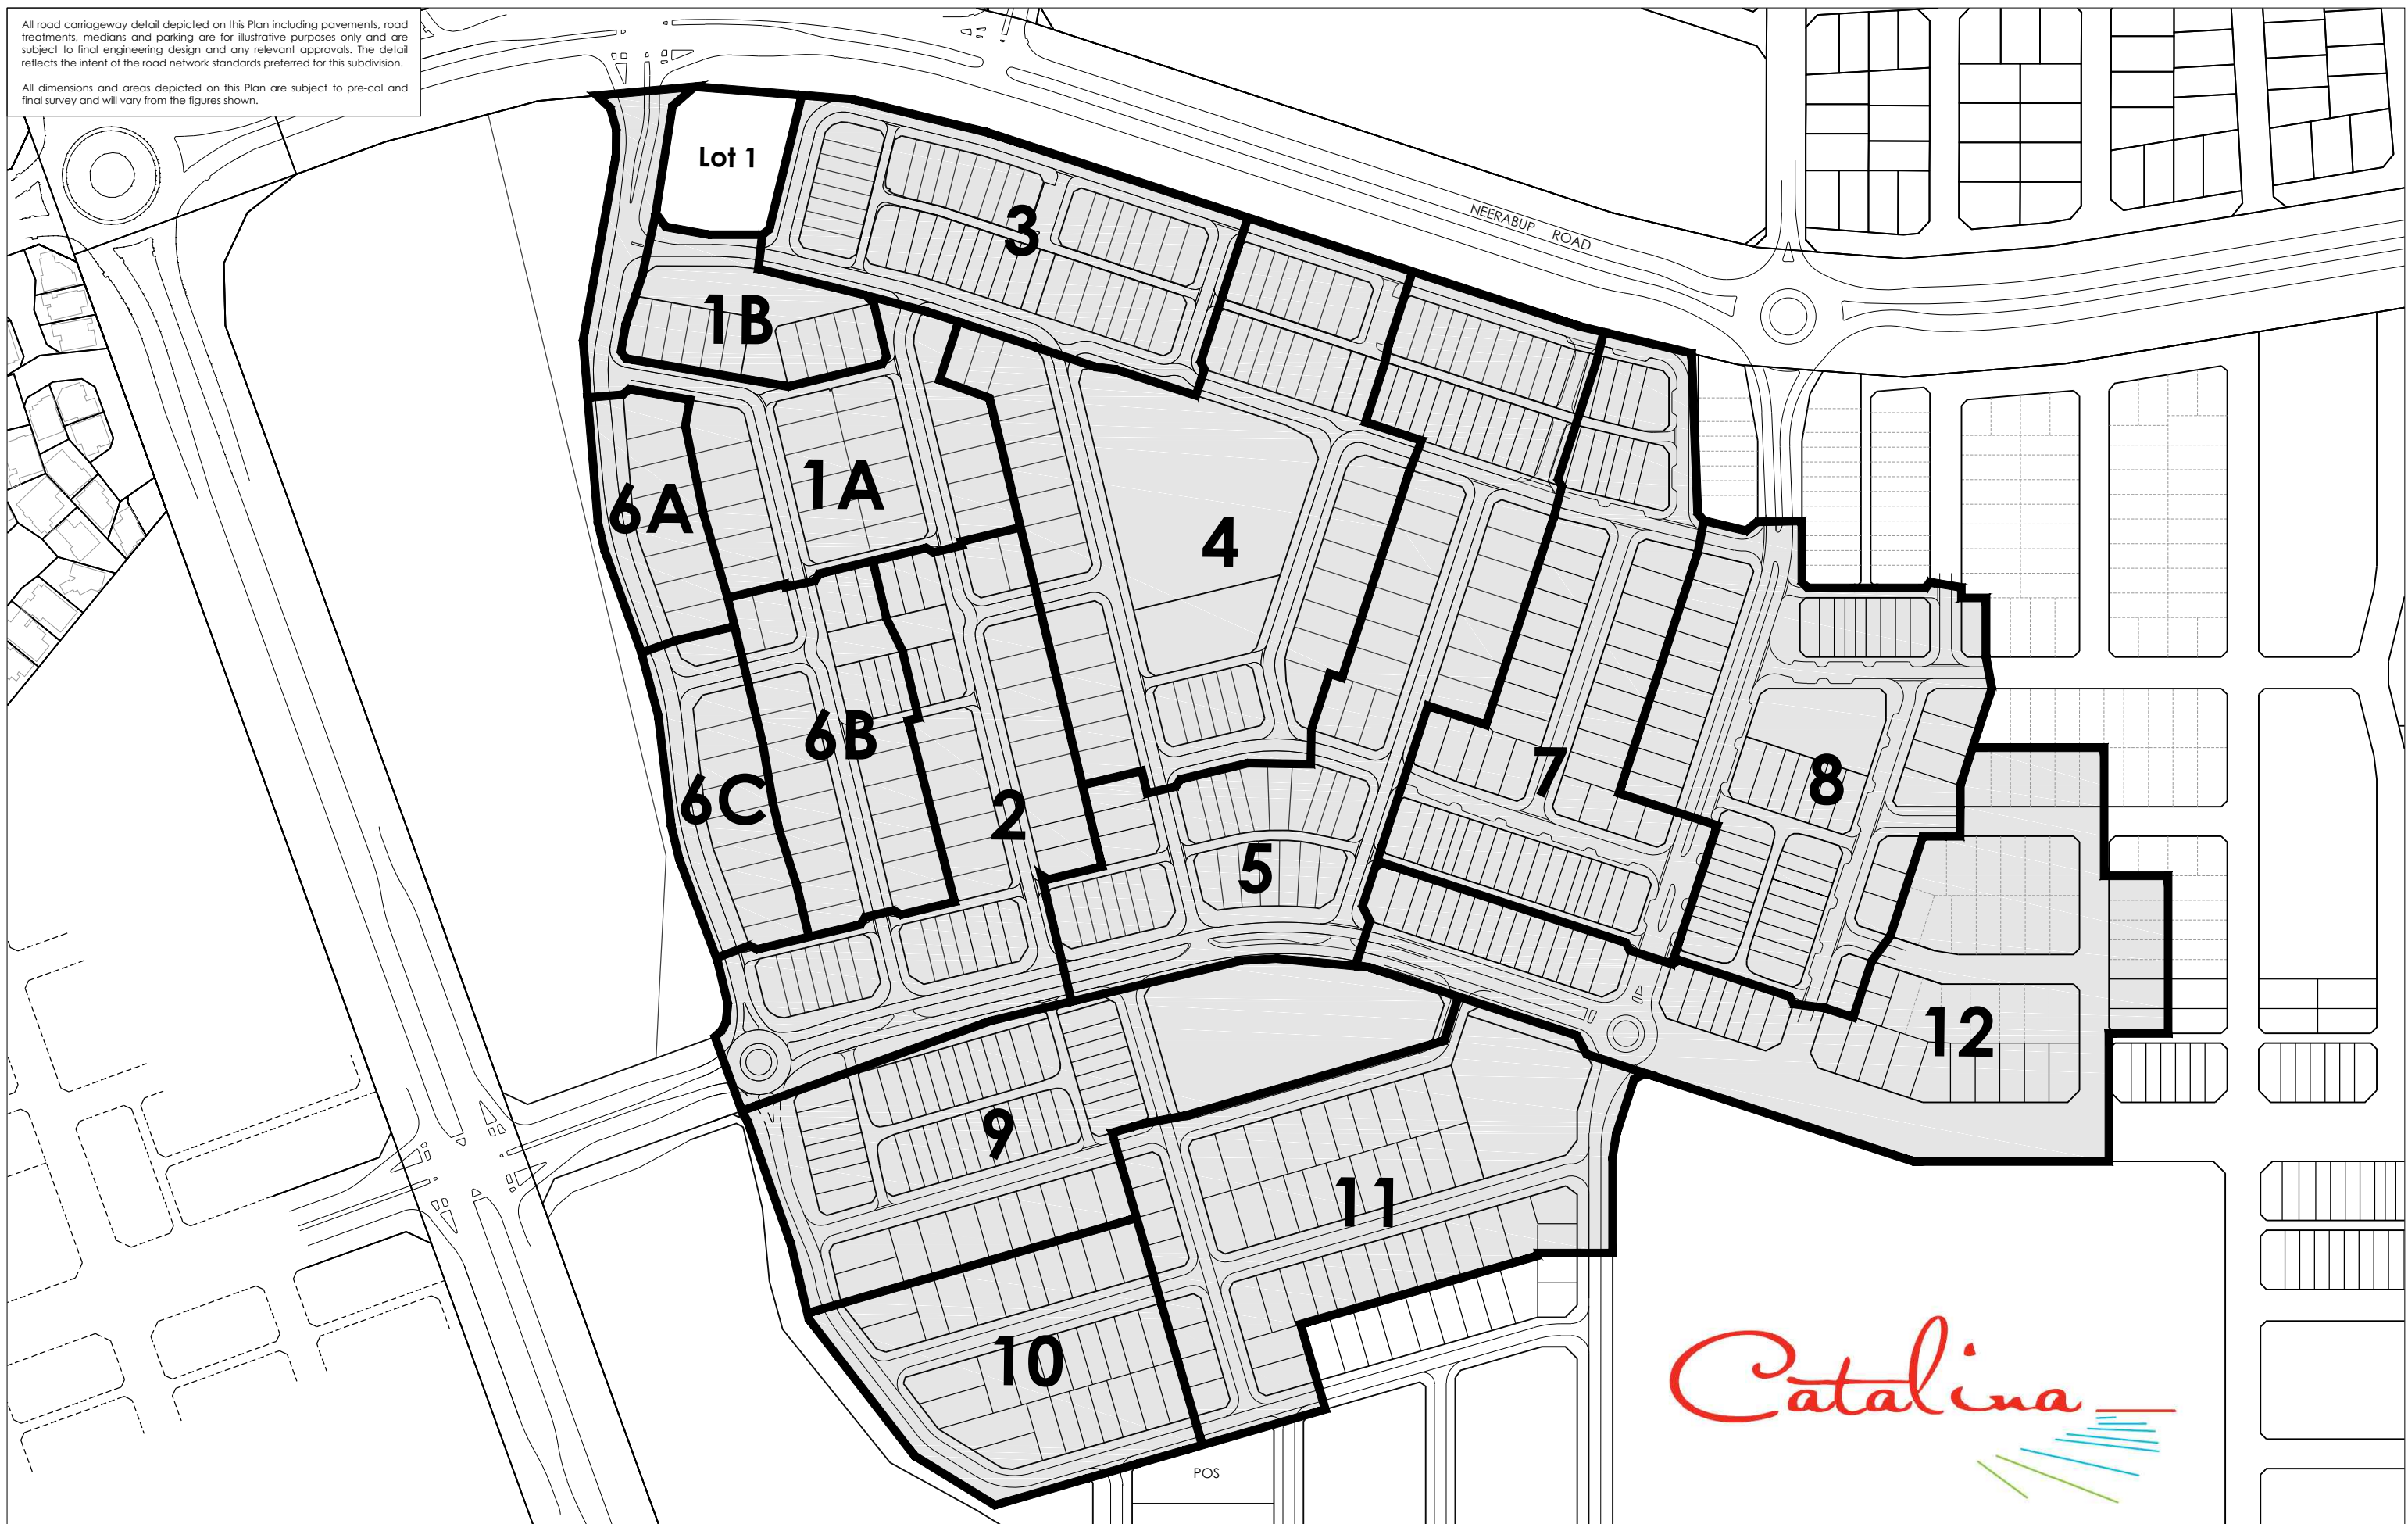 All road carriageway detail depicted on this Plan including pavements, road
treatments, medians and parking are for illustrative purposes only and are
subject to final engineering design and any relevant approvals. The detail
reflects the intent of the road network standards preferred for this subdivision.
All dimensions and areas depicted on this Plan are subject to pre-cal and
final survey and will vary from the figures shown.
Lot 1
3
NEERABUP ROAD
1B
1A
6A
4
6B
7
8
6C
2
5
12
9
11
10
Catalina
POS